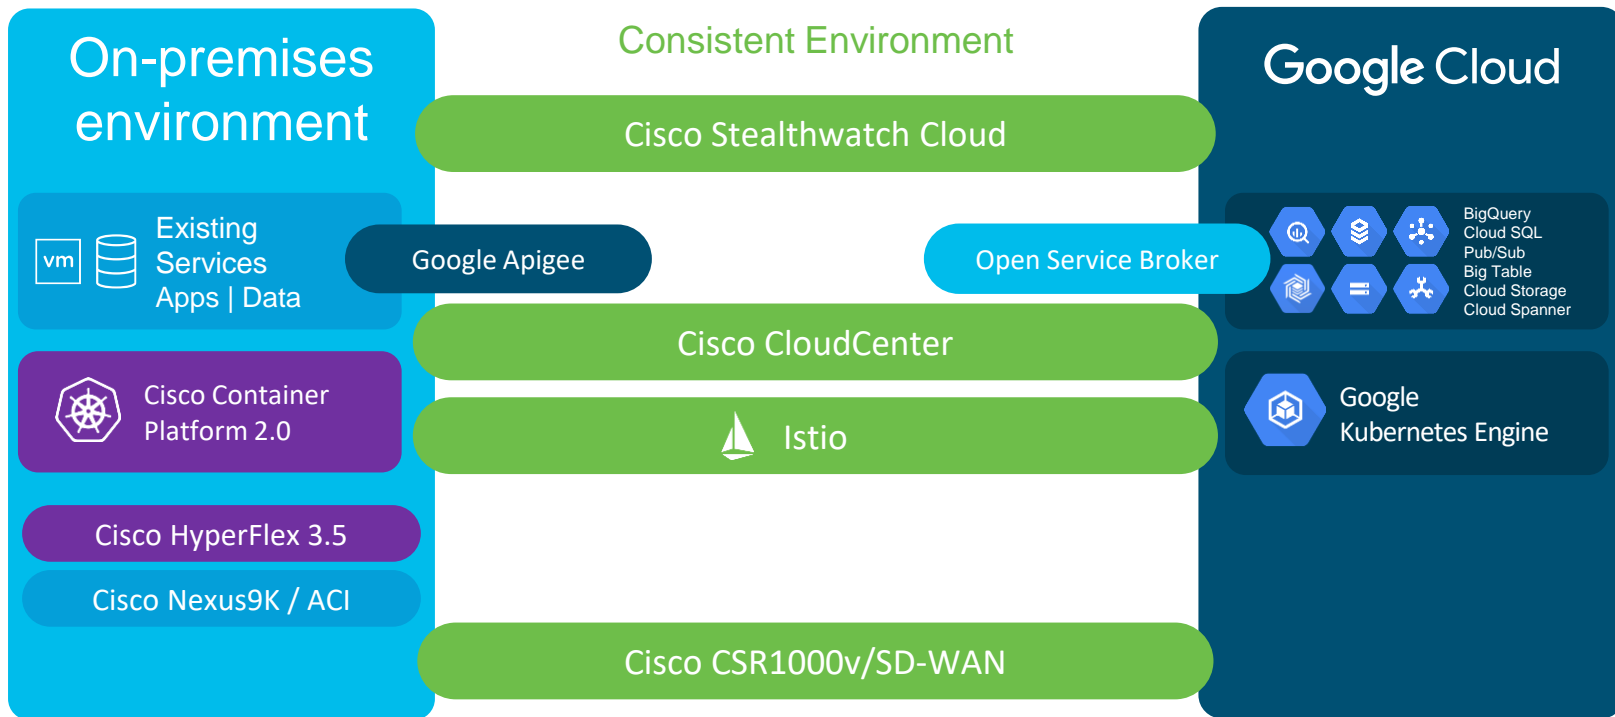 On-premises
environment
Consistent Environment
Google Cloud
Cisco Stealthwatch Cloud
vm
Existing
Services
Apps | Data
Google Apigee
Open Service Broker
BigQuery
Cloud SQL
Pub/Sub
Big Table
Cloud Storage
Cloud Spanner
Cisco CloudCenter
Cisco Container
Platform 2.0
Istio
Google
Kubernetes Engine
Cisco HyperFlex 3.5
Cisco Nexus9K / ACI
Cisco CSR1000v/SD-WAN